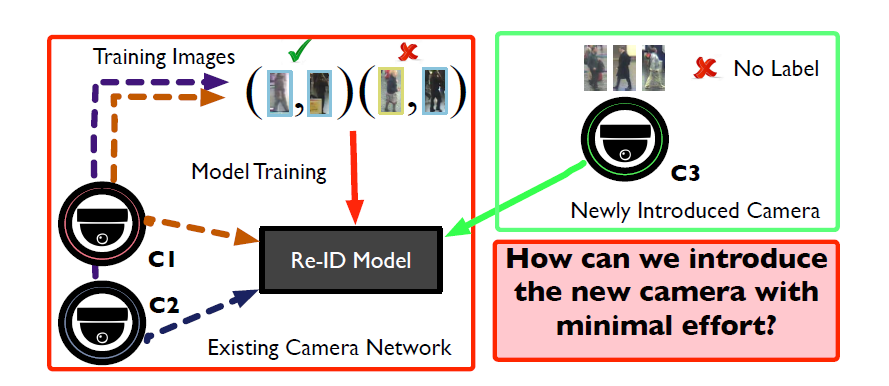 Training Images
( , ) ( , )
Model Training
C1
C2
Re-ID Model
Existing Camera Network
No Label
C3
Newly Introduced Camera
How can we introduce
the new camera with
minimal effort?